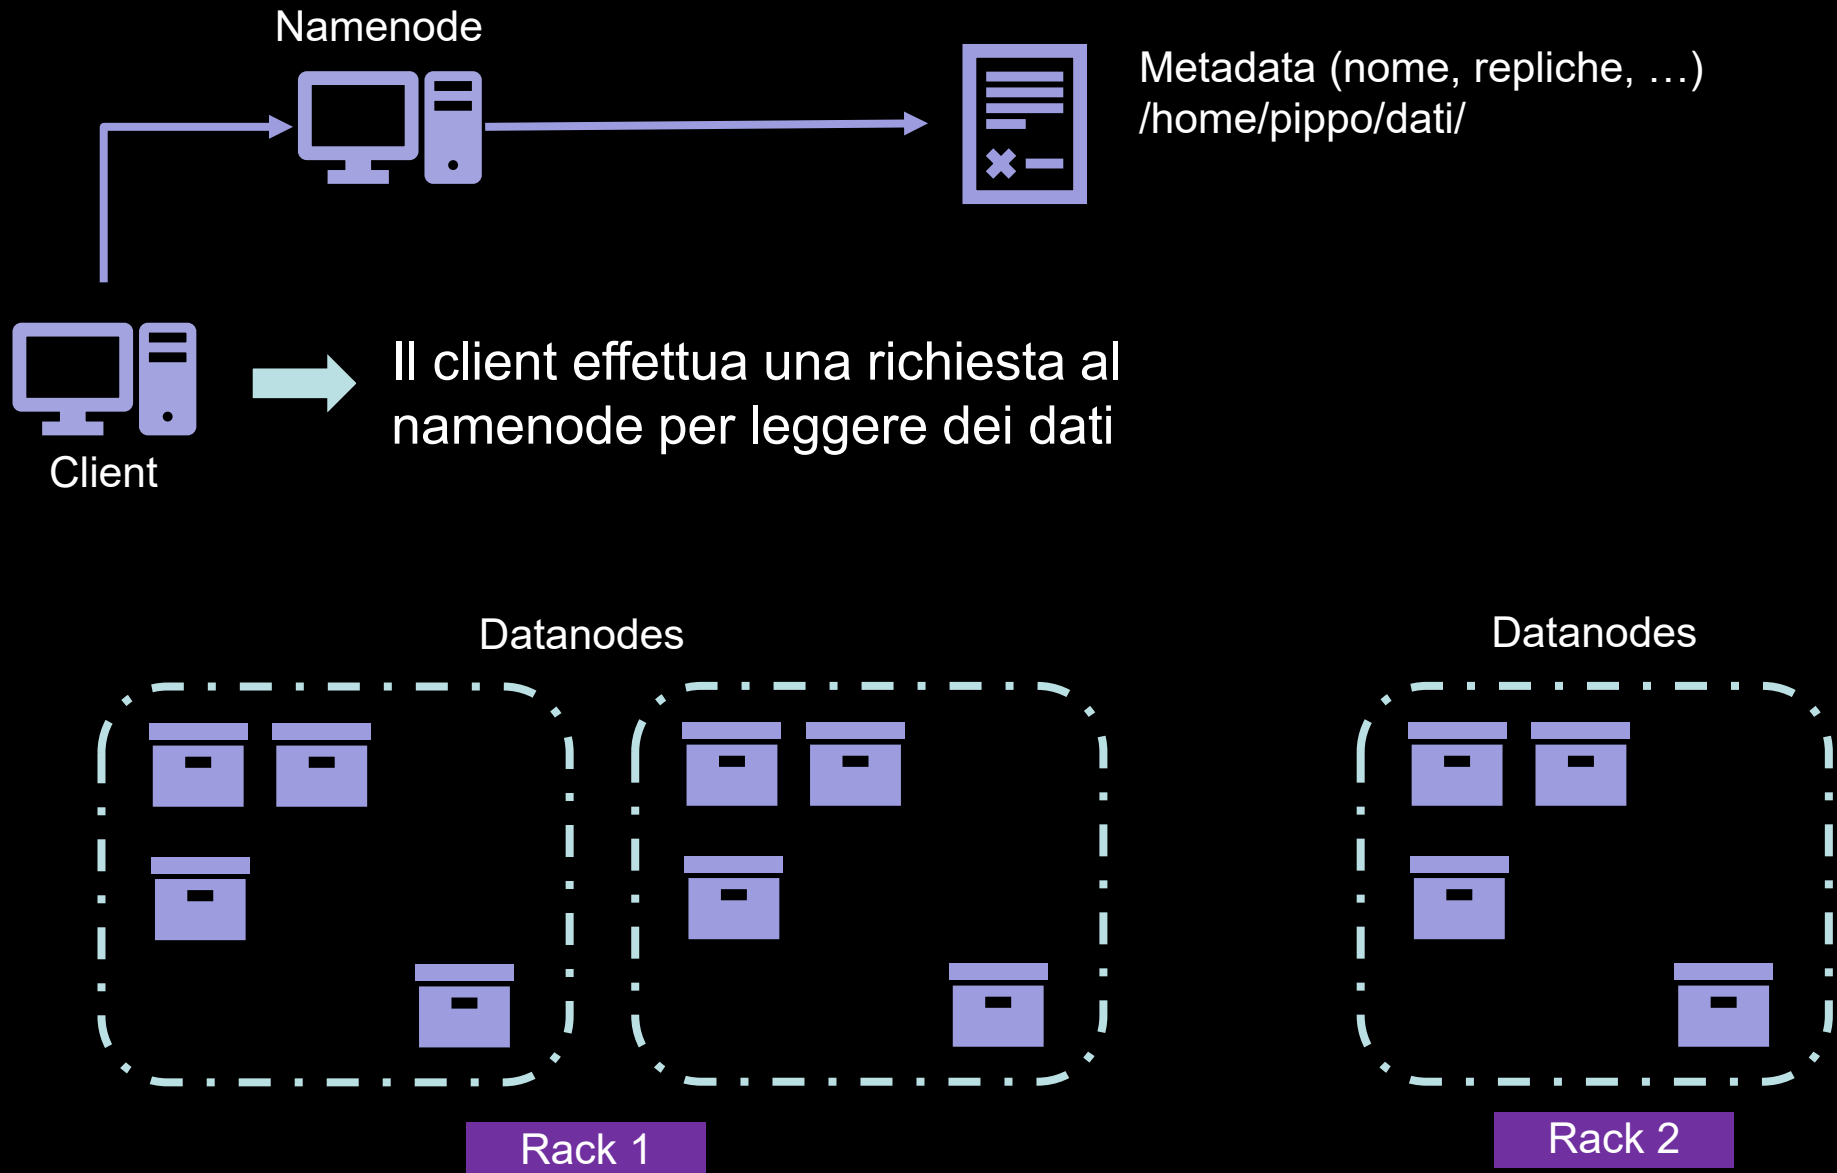 Namenode
Metadata (nome, repliche, …)
/home/pippo/dati/
Il client effettua una richiesta al
namenode per leggere dei dati
Client
Datanodes
Datanodes
Rack 1
Rack 2